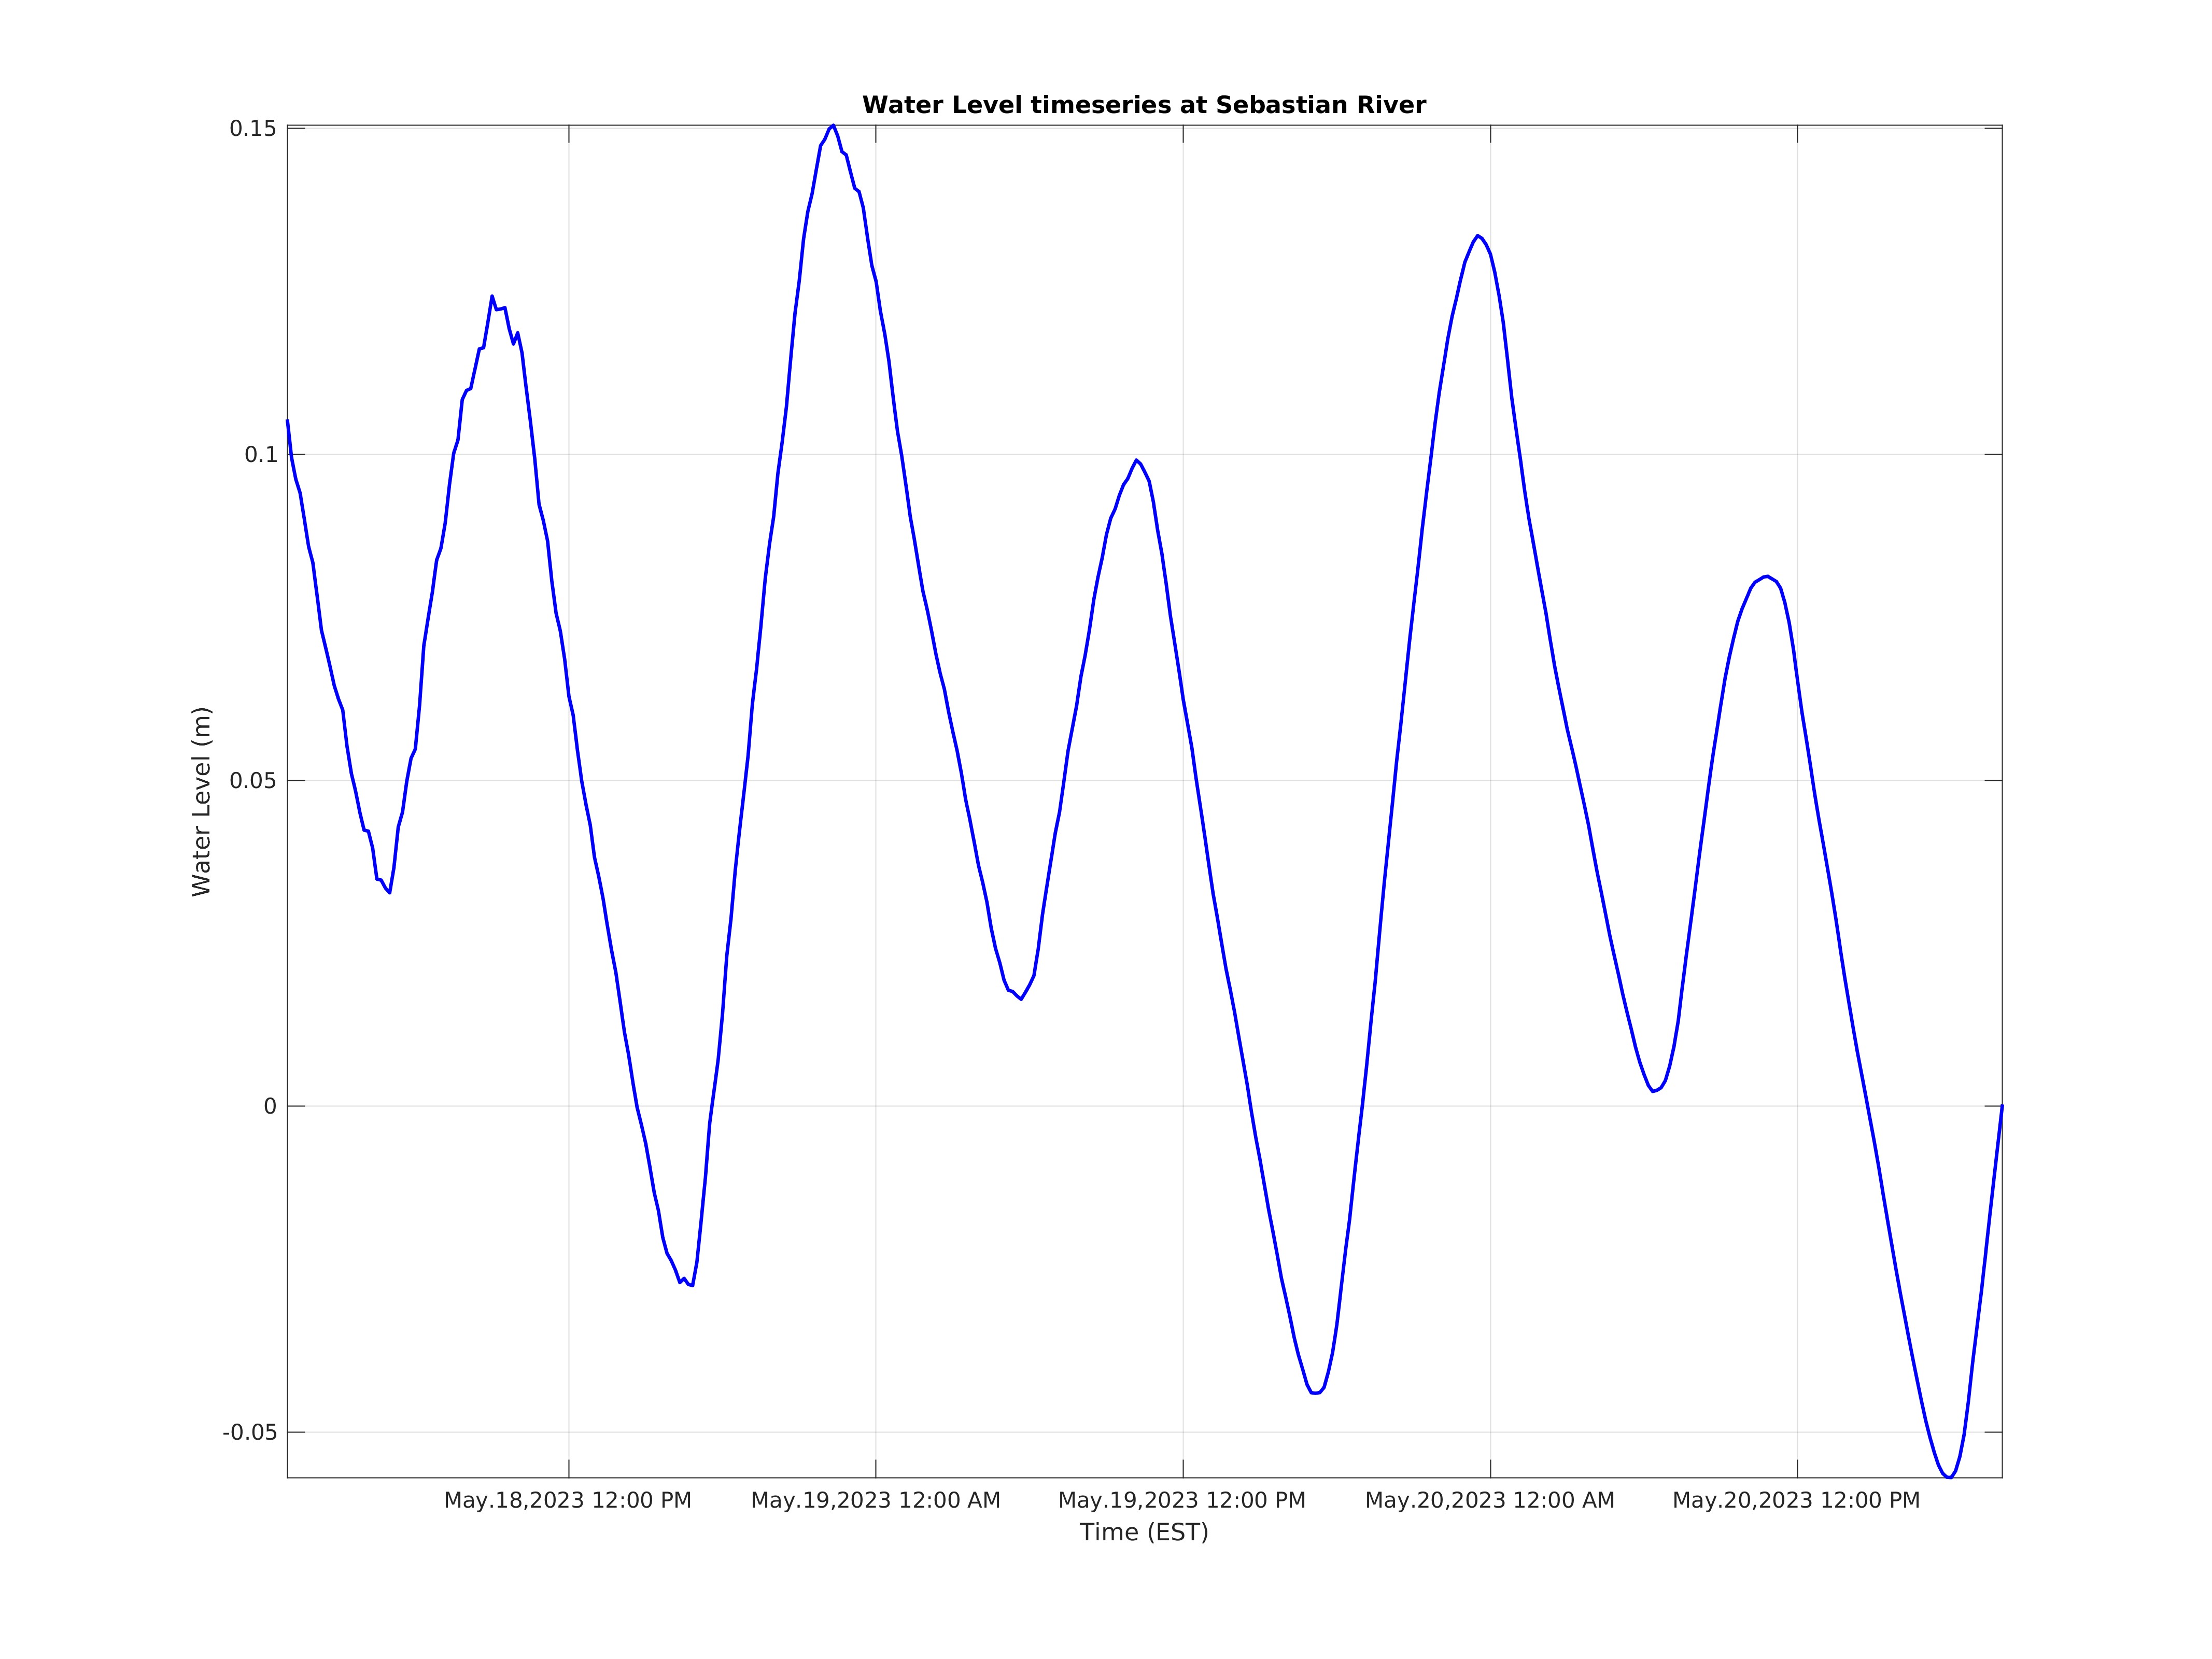 Water Level timeseries at Sebastian River
0.15
0.1
0.05
0
-0.05
Water Level (m)
May.18,2023 12:00 PM
May.19,2023 12:00 AM
May.19,2023 12:00 PM
May.20,2023 12:00 AM
May.20,2023 12:00 PM
Time (EST)